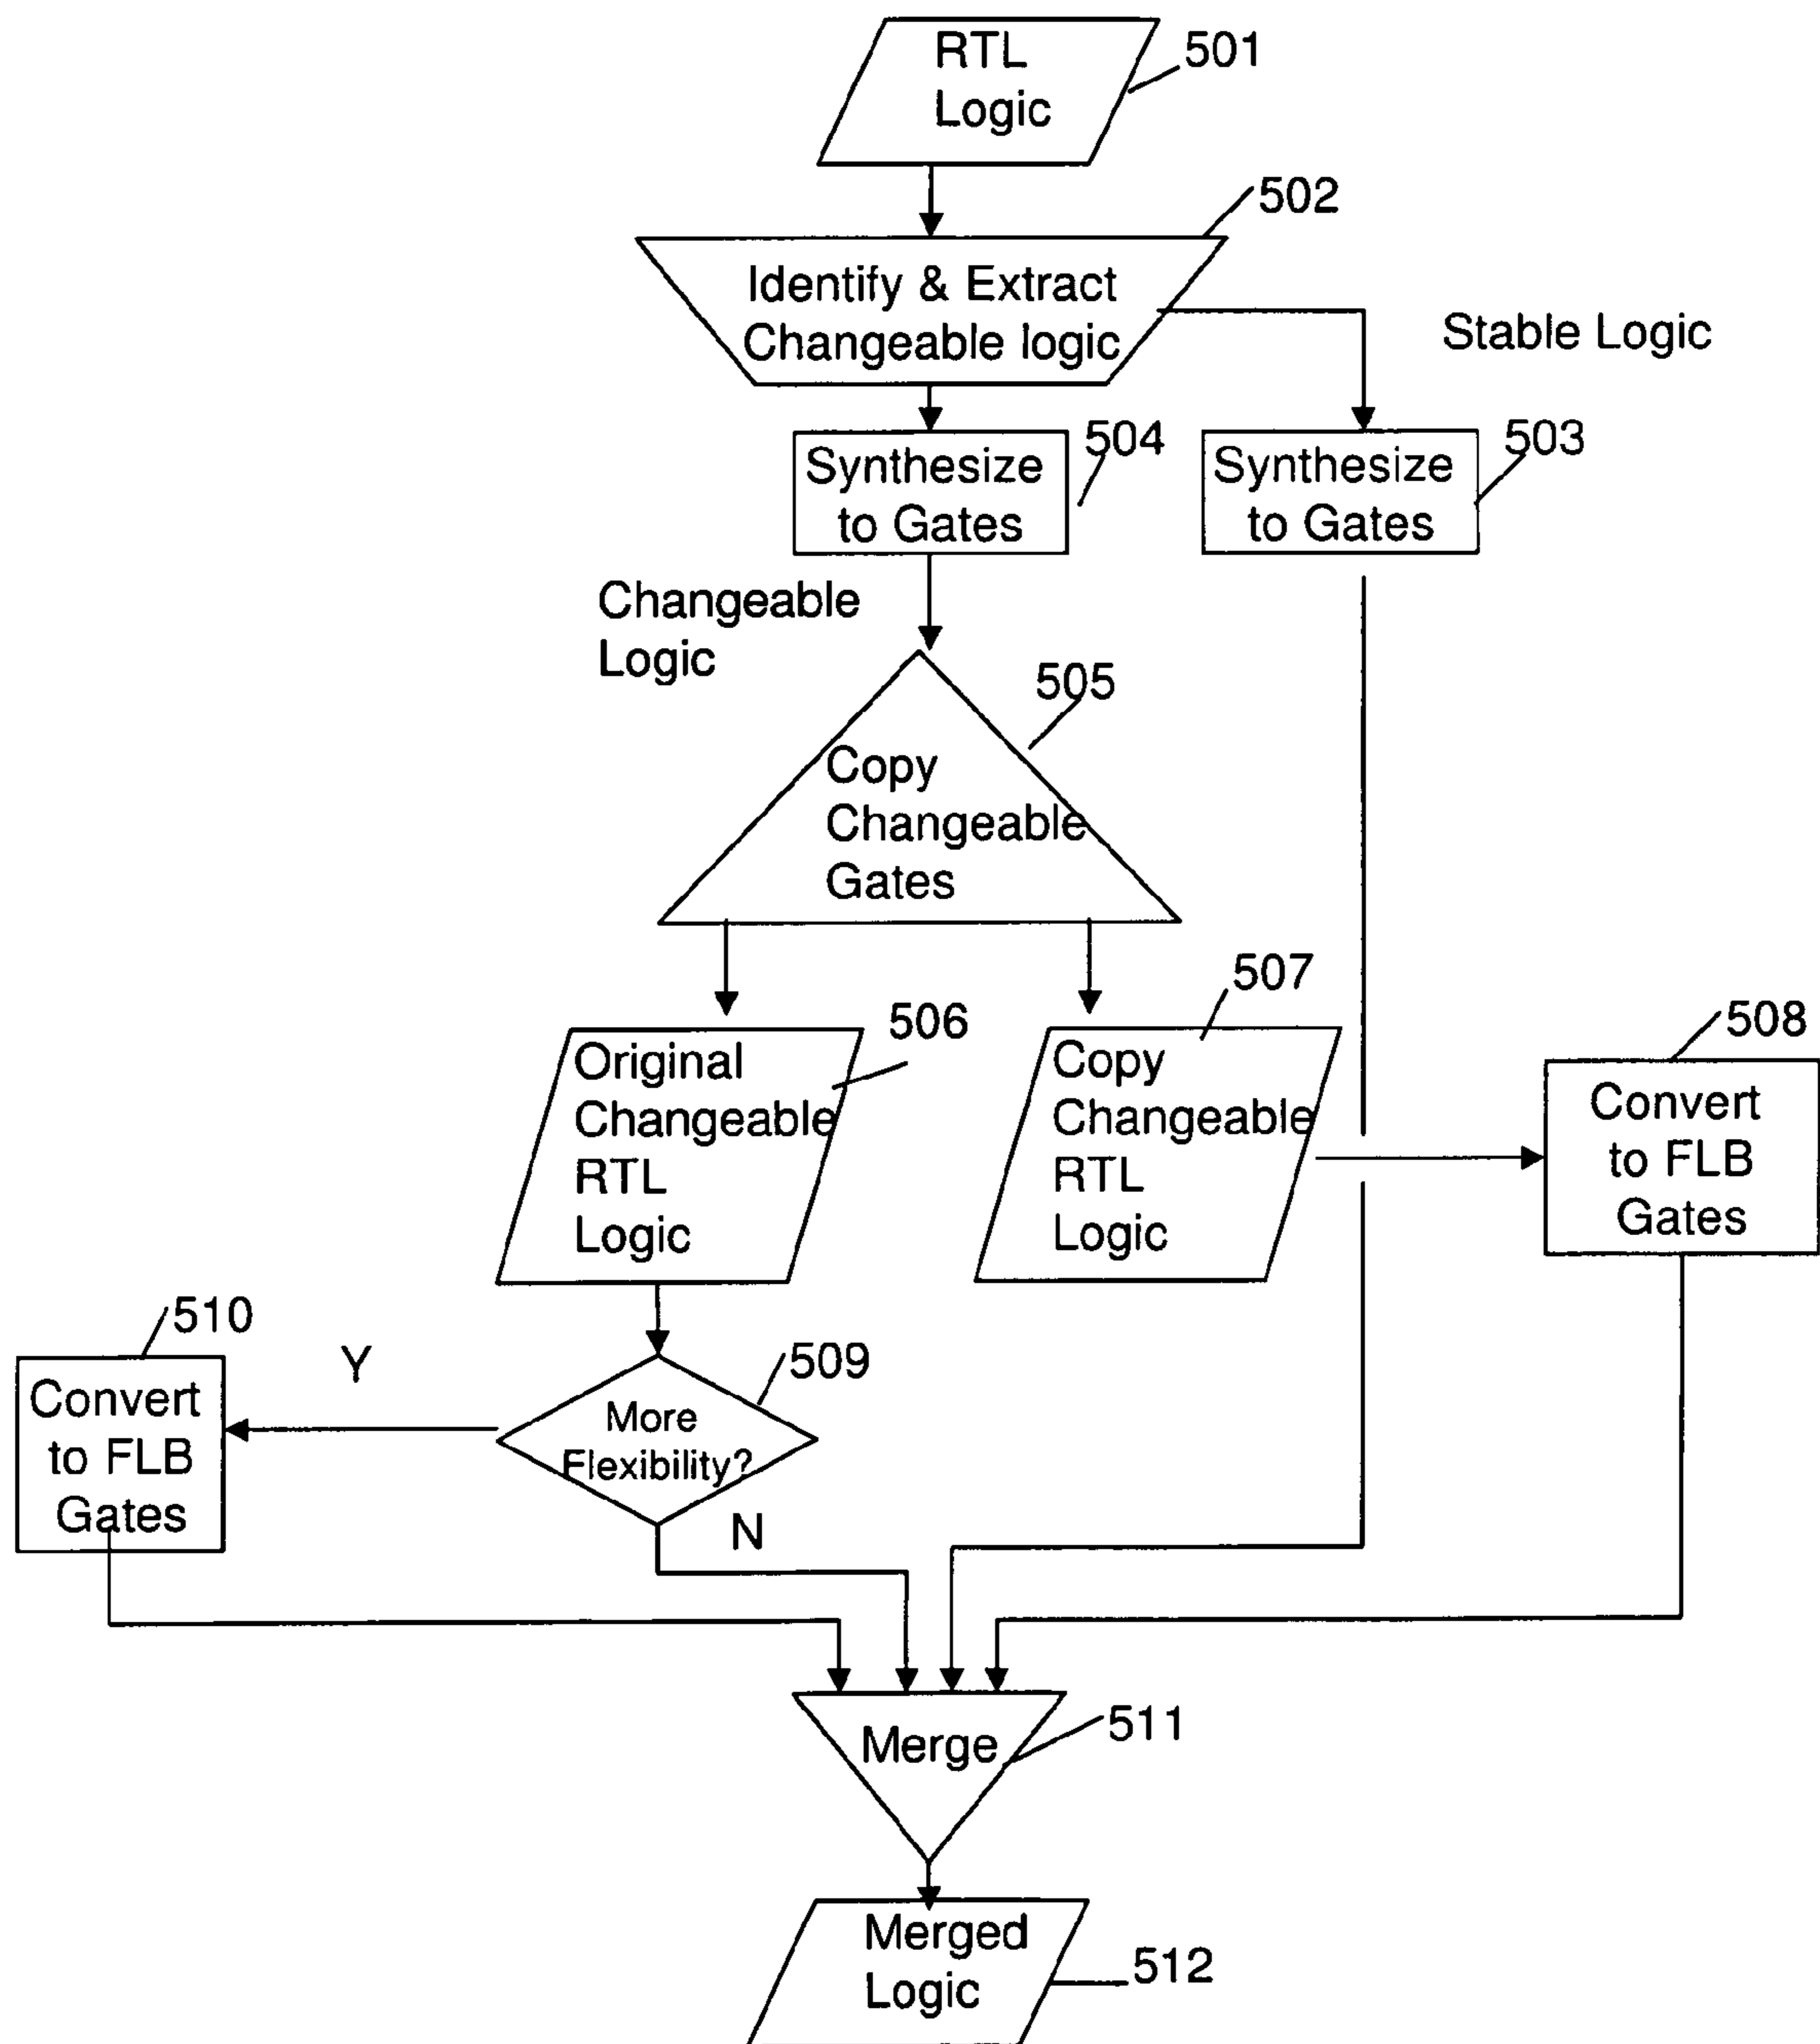 RTL
Logic
501
502
Identify & Extract
Changeable logic
Stable Logic
504
503
Synthesize
to Gates
Synthesize
to Gates
Changeable
Logic
505
Copy
Changeable
Gates
506
507
508
Original
Changeable
RTL
Logic
Copy
Changeable
RTL
Logic
Convert
to FLB
Gates
510
Y
509
Convert
to FLB
Gates
More
Flexibility?
N
Merge
511
Merged
Logic
512